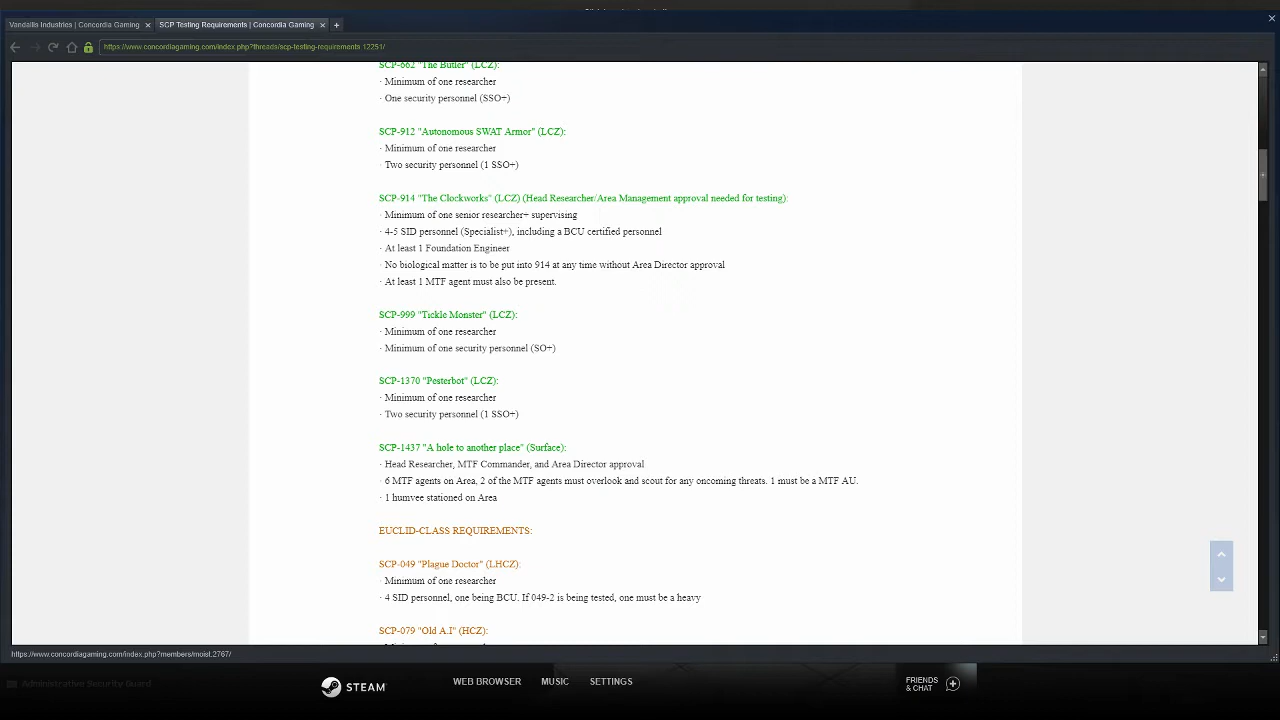 Vandallis Industries | Concordia Gaming
SCP Testing Requirements | Concordia Gaming
https://www.concordiagaming.com/index.php?threads/scp-testing-requirements.12251/
SCP-662 "The Butler" (LCZ):
· Minimum of one researcher
· One security personnel (SSO+)
SCP-912 "Autonomous SWAT Armor" (LCZ):
· Minimum of one researcher
· Two security personnel (1 SSO+)
SCP-914 "The Clockworks" (LCZ) (Head Researcher/Area Management approval needed for testing):
· Minimum of one senior researcher+ supervising
· 4-5 SID personnel (Specialist+), including a BCU certified personnel
· At least 1 Foundation Engineer
· No biological matter is to be put into 914 at any time without Area Director approval
· At least 1 MTF agent must also be present.
SCP-999 "Tickle Monster" (LCZ):
· Minimum of one researcher
· Minimum of one security personnel (SO+)
SCP-1370 "Pesterbot" (LCZ):
· Minimum of one researcher
· Two security personnel (1 SSO+)
SCP-1437 "A hole to another place" (Surface):
· Head Researcher, MTF Commander, and Area Director approval
· 6 MTF agents on Area, 2 of the MTF agents must overlook and scout for any oncoming threats. 1 must be a MTF AU.
· 1 humvee stationed on Area
EUCLID-CLASS REQUIREMENTS:
SCP-049 "Plague Doctor" (LHCZ):
· Minimum of one researcher
· 4 SID personnel, one being BCU. If 049-2 is being tested, one must be a heavy
SCP-079 "Old A.I" (HCZ):
https://www.concordiagaming.com/index.php?members/moist.2767/
Administrative Security Guard
STEAM
WEB BROWSER
MUSIC
SETTINGS
FRIENDS
& CHAT